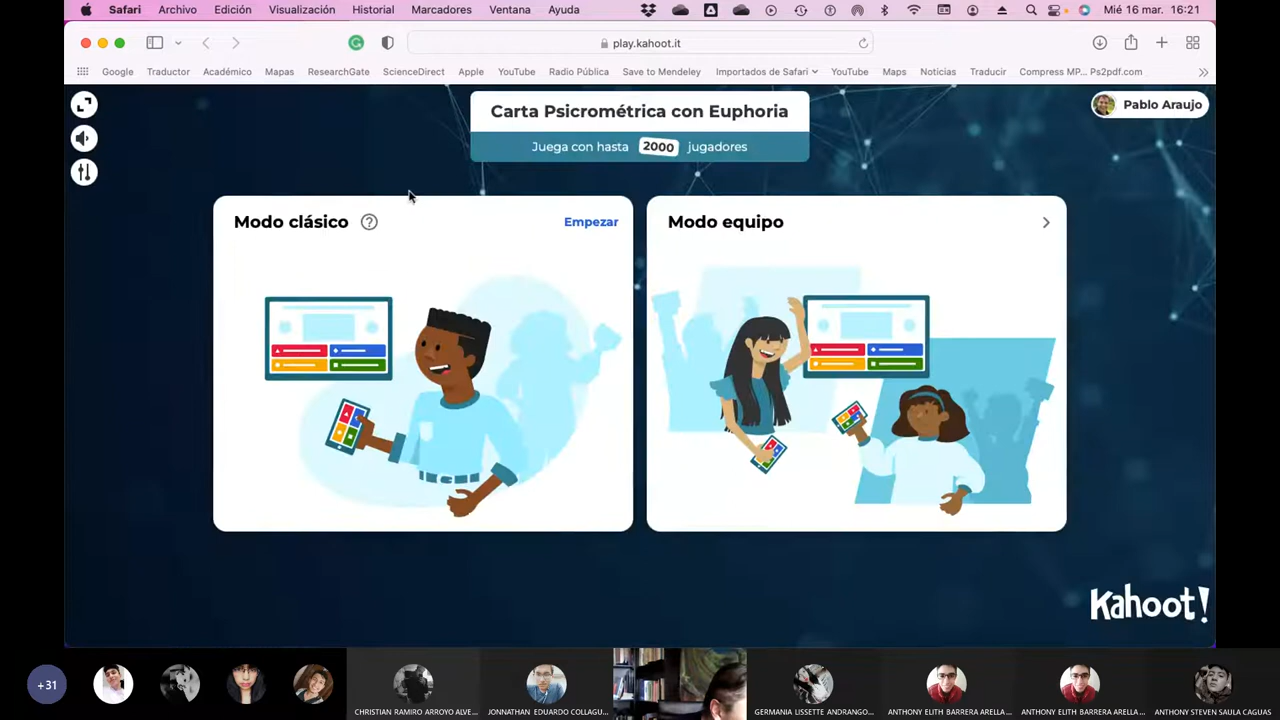 Safari Archivo Edición Visualización Historial Marcadores Ventana Ayuda Mié 16 mar. 16:21
play.kahoot.it
Google Traductor Académico Mapas ResearchGate ScienceDirect Apple YouTube Radio Pública Save to Mendeley Importados de Safari YouTube Maps Noticias Traducir Compress MP... Ps2pdf.com
Carta Psicrométrica con Euphoria
Pablo Araujo
Juega con hasta 2000 jugadores
Modo clásico ? Empezar
Modo equipo
Kahoot!
+31
CHRISTIAN RAMIRO ARROYO ALVE...
JONNATHAN EDUARDO COLLAGU...
GERMANIA LISSETTE ANDRANGO...
ANTHONY ELITH BARRERA ARELLA...
ANTHONY ELITH BARRERA ARELLA...
ANTHONY STEVEN SAULA CAGUAS